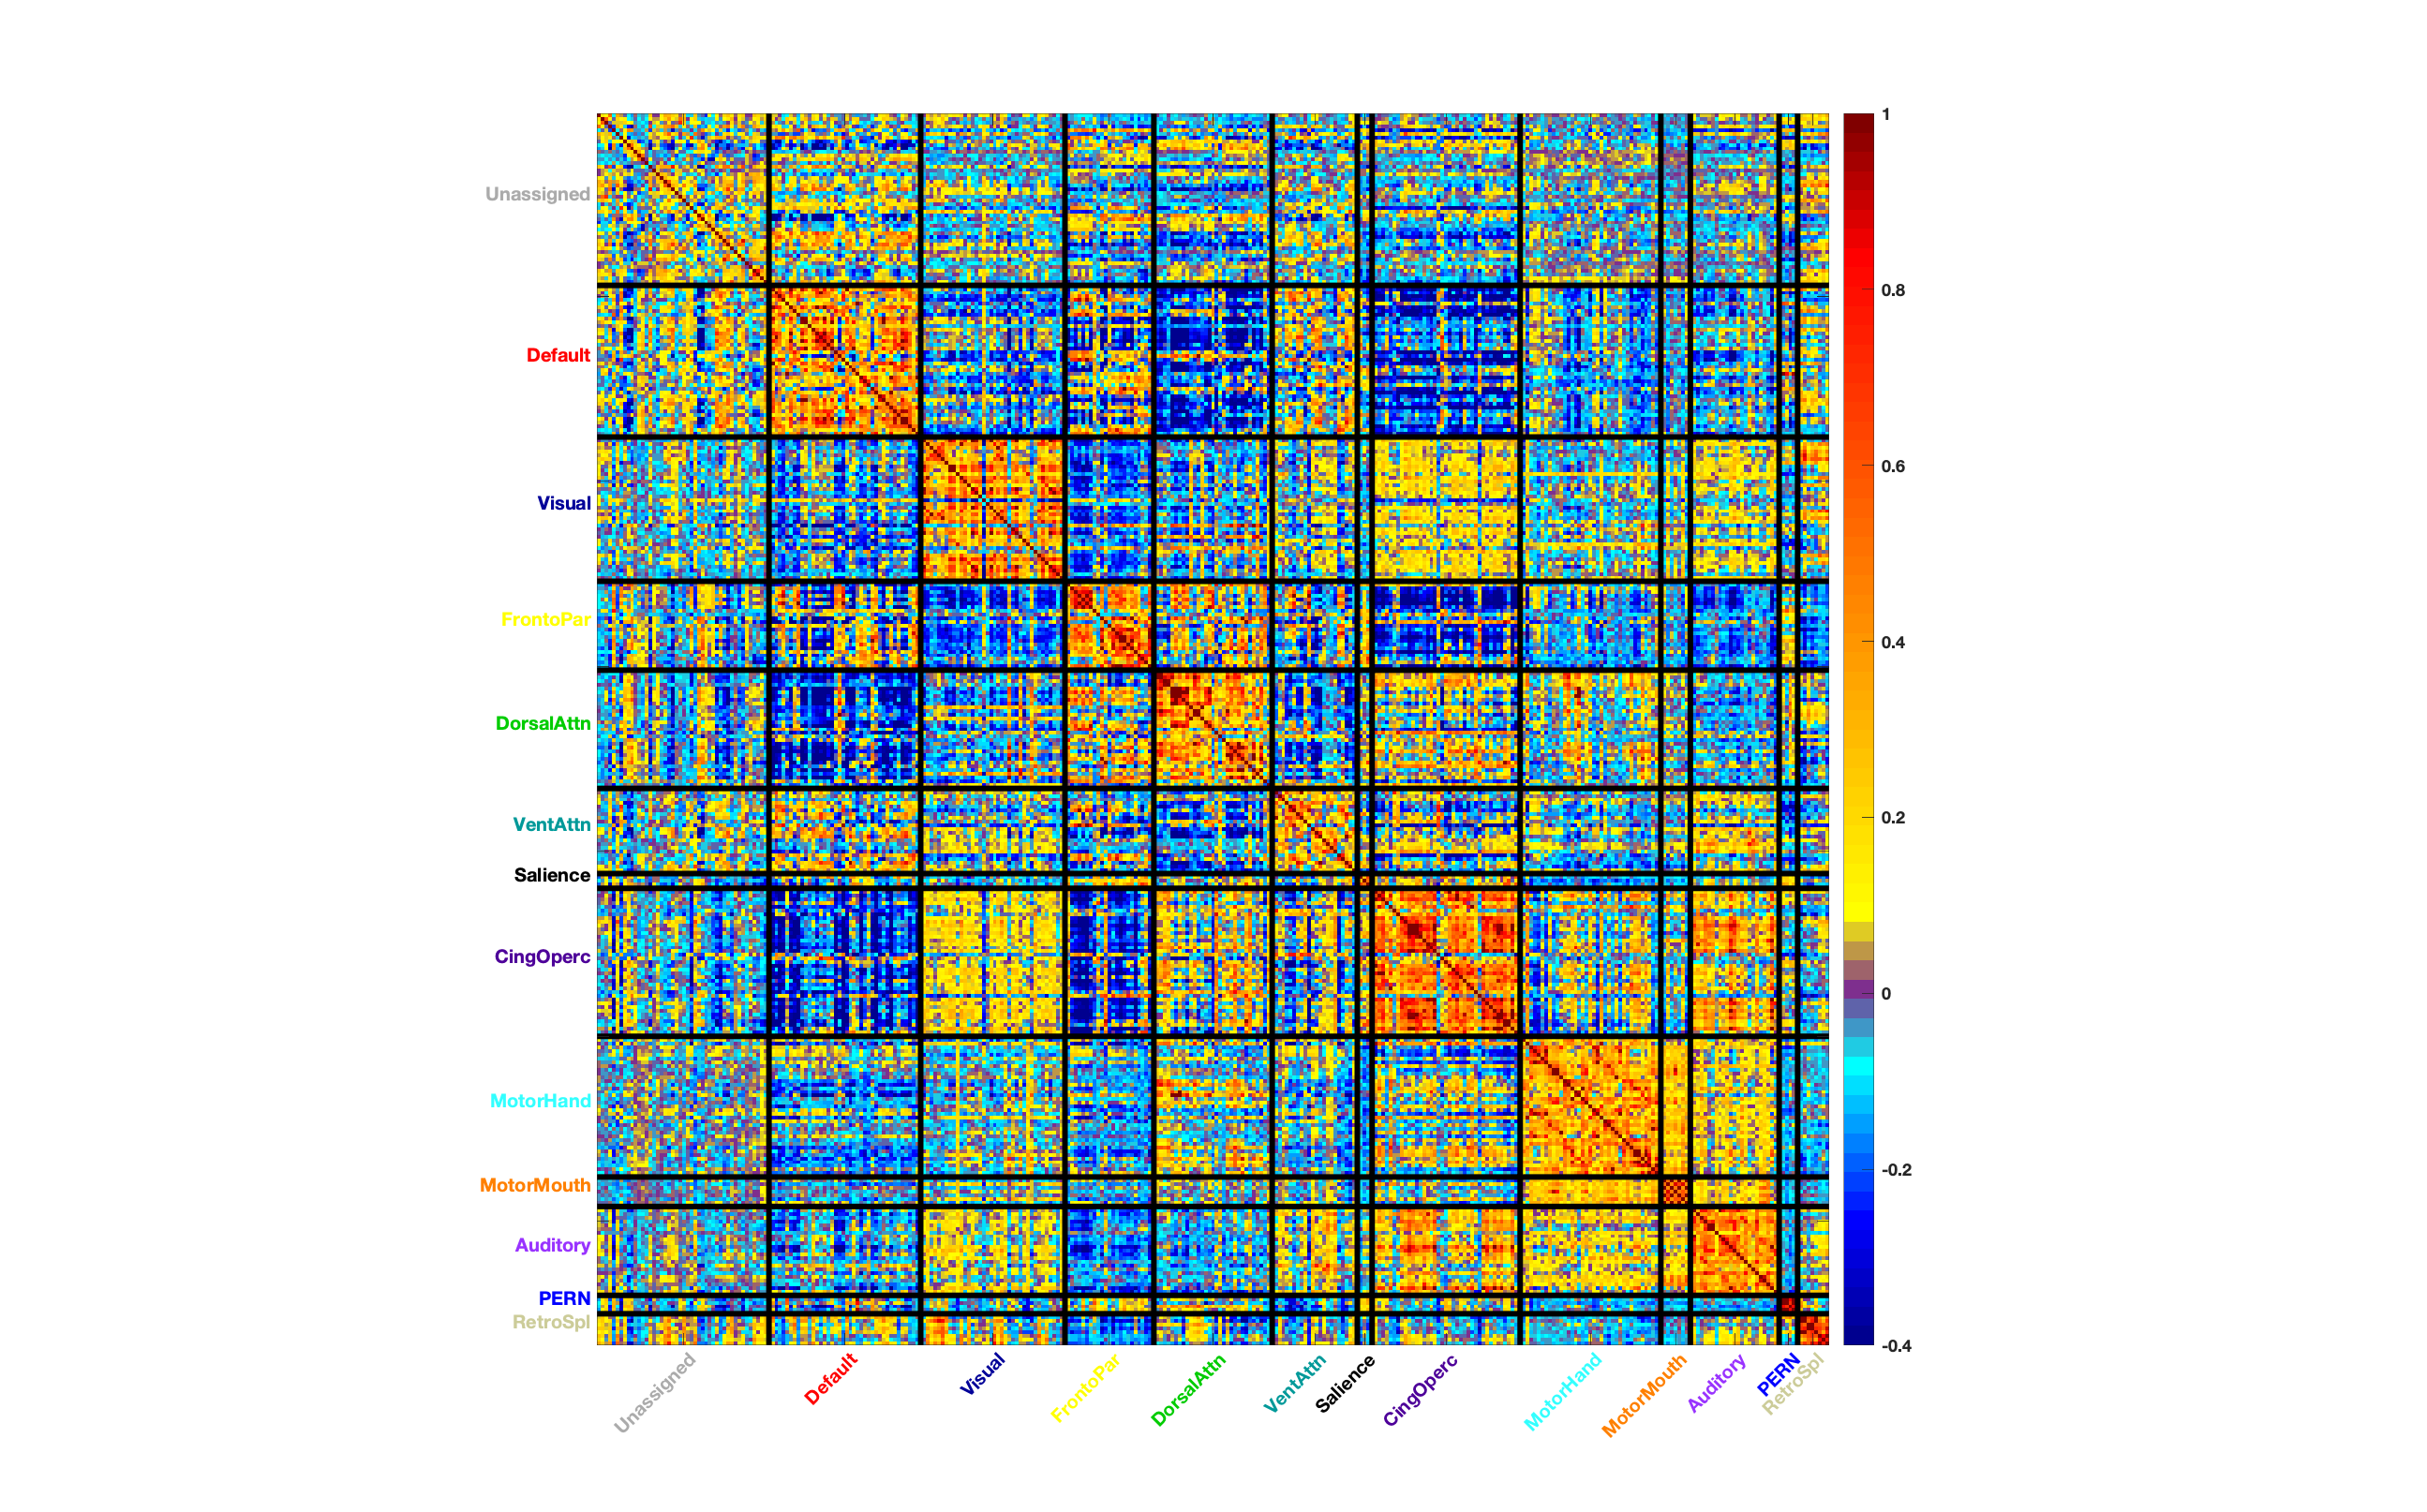 Unassigned
Default
Visual
FrontoPar
DorsalAttn
VentAttn
Salience
CingOperc
MotorHand
MotorMouth
Auditory
PERN
RetroSpl
Unassigned
Default
Visual
FrontoPar
DorsalAttn
VentAttn
Salience
CingOperc
MotorHand
MotorMouth
Auditory
PERN
RetroSpl
1
0.8
0.6
0.4
0.2
0
-0.2
-0.4